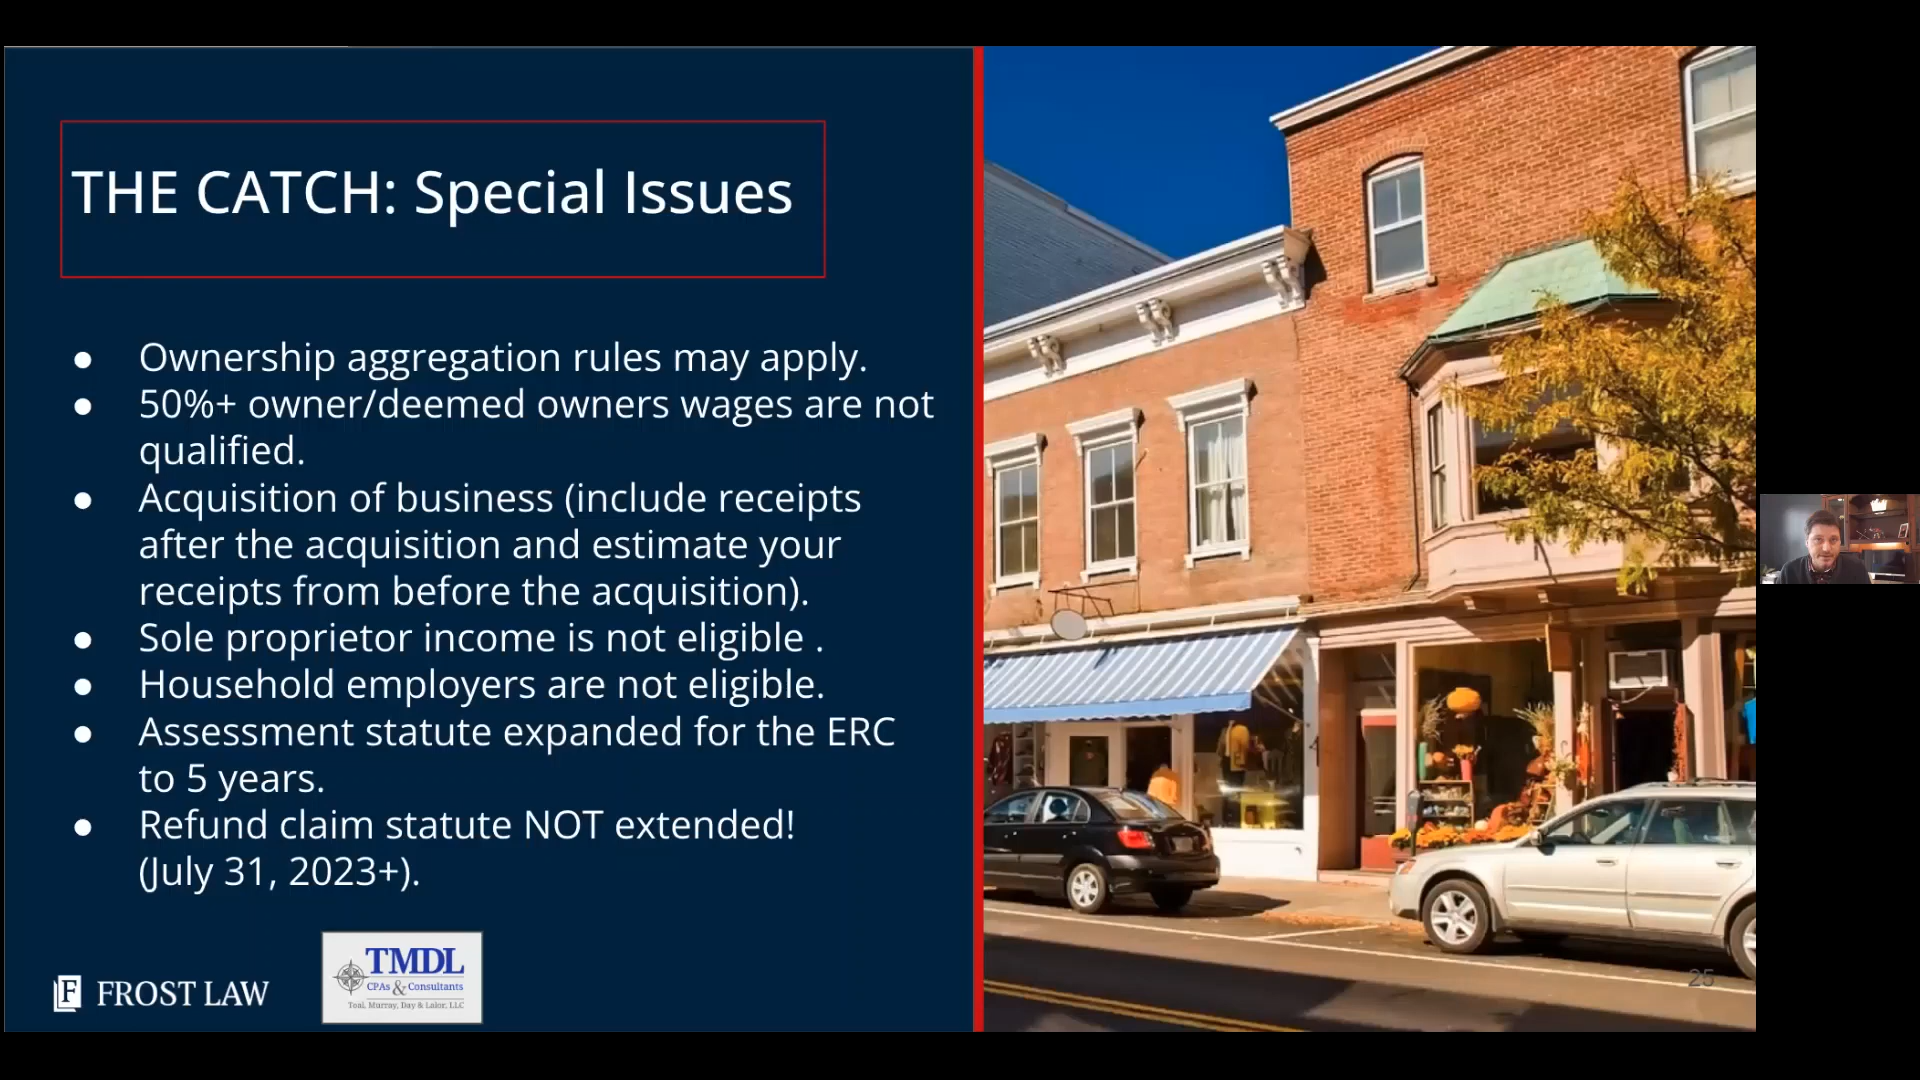 THE CATCH: Special Issues
● Ownership aggregation rules may apply.
● 50%+ owner/deemed owners wages are not
qualified.
● Acquisition of business (include receipts
after the acquisition and estimate your
receipts from before the acquisition).
● Sole proprietor income is not eligible .
● Household employers are not eligible.
● Assessment statute expanded for the ERC
to 5 years.
● Refund claim statute NOT extended!
(July 31, 2023+).
F FROST LAW
TMDL
CPAs & Consultants
Toal, Murray, Day & Lalor, LLC
25